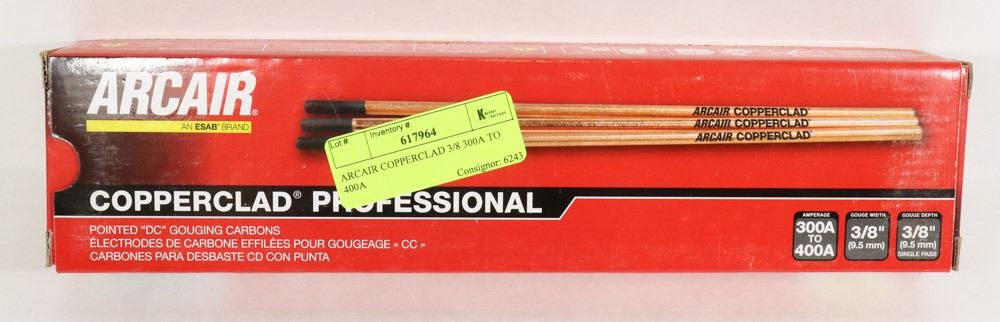 ARCAIR®
AN ESAB® BRAND
ARCAIR COPPERCLAD
ARCAIR COPPERCLAD
ARCAIR COPPERCLAD
Lot #.
Inventory #
617964
ARCAIR COPPERCLAD 3/8 300A TO
400A
Consignor: 6243
COPPERCLAD® PROFESSIONAL
POINTED "DC" GOUGING CARBONS
ÉLECTRODES DE CARBONE EFFILÉES POUR GOUGEAGE « CC »
CARBONES PARA DESBASTE CD CON PUNTA
AMPERAGE
300A
TO
400A
GOUGE WIDTH
3/8"
(9.5 mm)
GOUGE DEPTH
3/8"
(9.5 mm)
SINGLE PASS